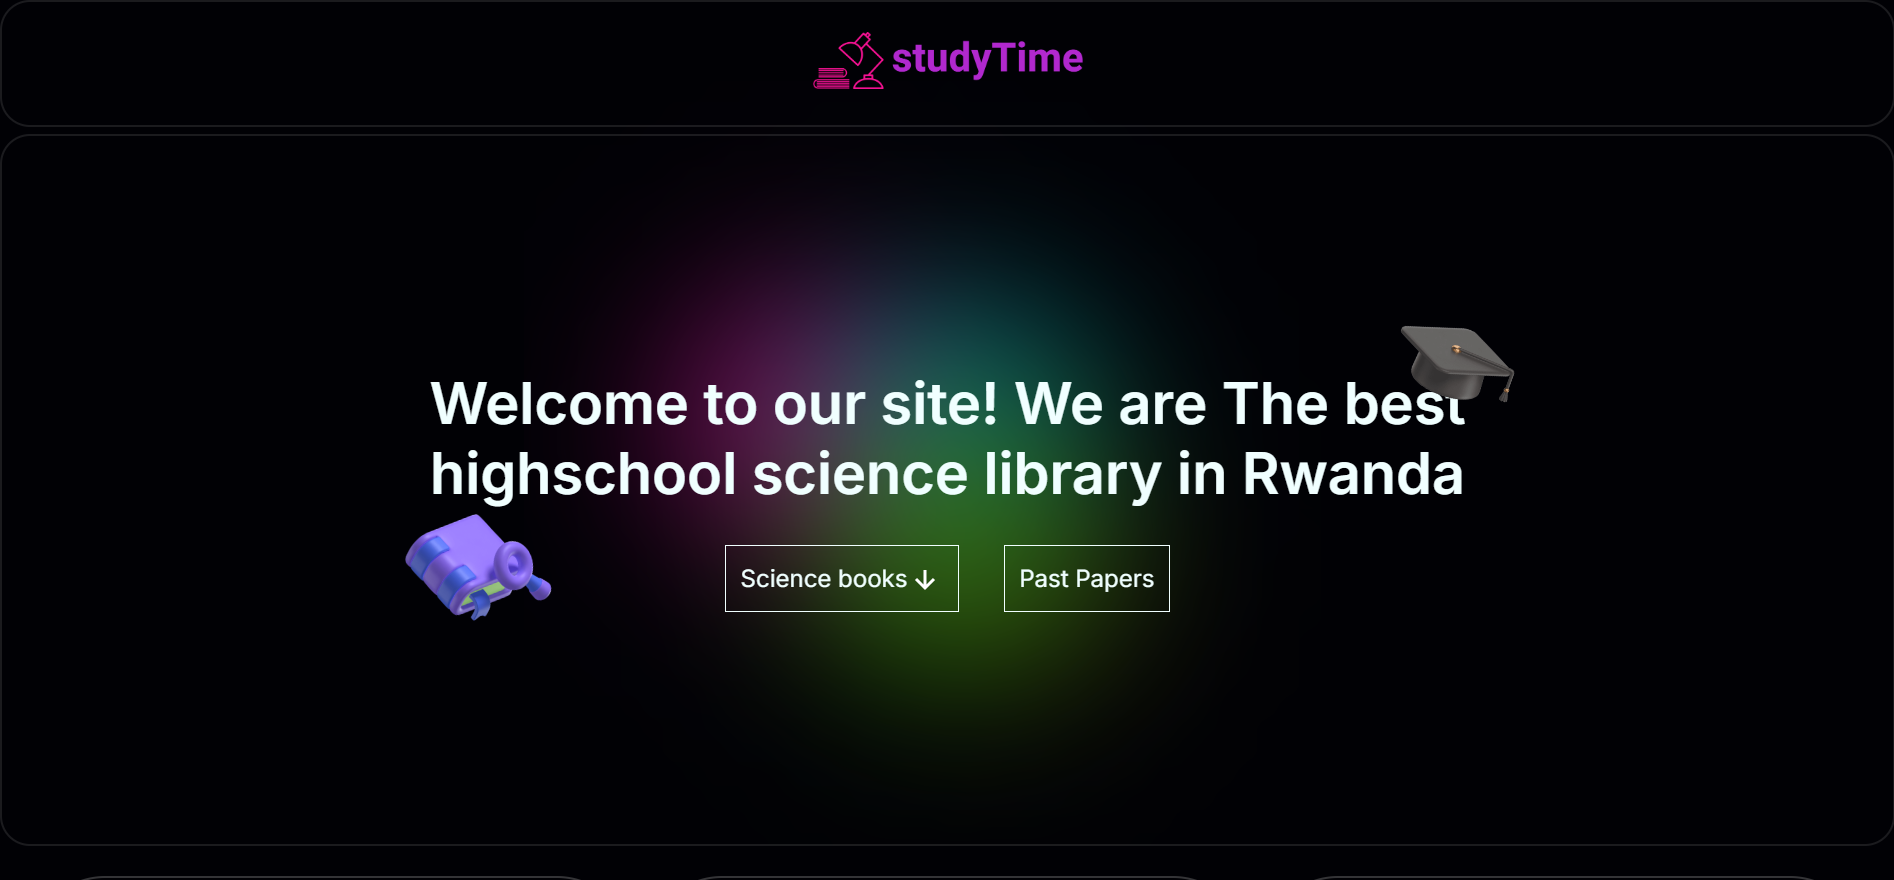 studyTime
Welcome to our site! We are The best
highschool science library in Rwanda
Science books
Past Papers